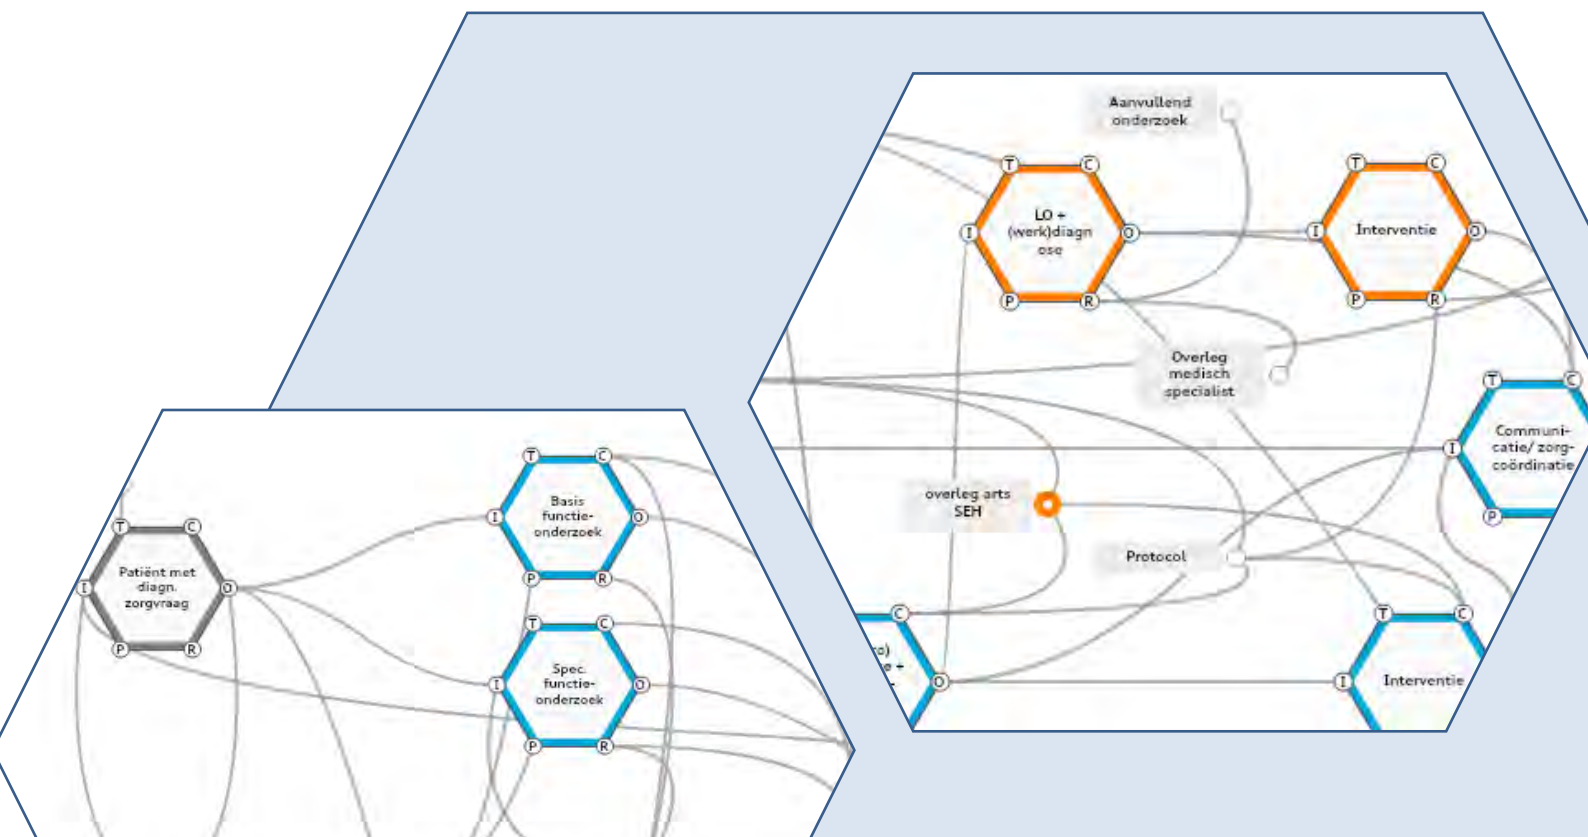 Aanvullend
onderzoek
T
C
I
LO +
(werk)diagn
ose
O
P
R
T
C
I
Interventie
O
P
R
Overleg
medisch
specialist
T
C
I
Communi-
catie/ zorg-
coördinatie
P
overleg arts
SEH
Protocol
C
e +
O
T
C
I
Interventie
T
C
I
Patiënt met
diagn.
zorgvraag
O
P
R
T
C
I
Basis
functie-
onderzoek
O
P
R
T
C
I
Spec.
functie-
onderzoek
O
P
R